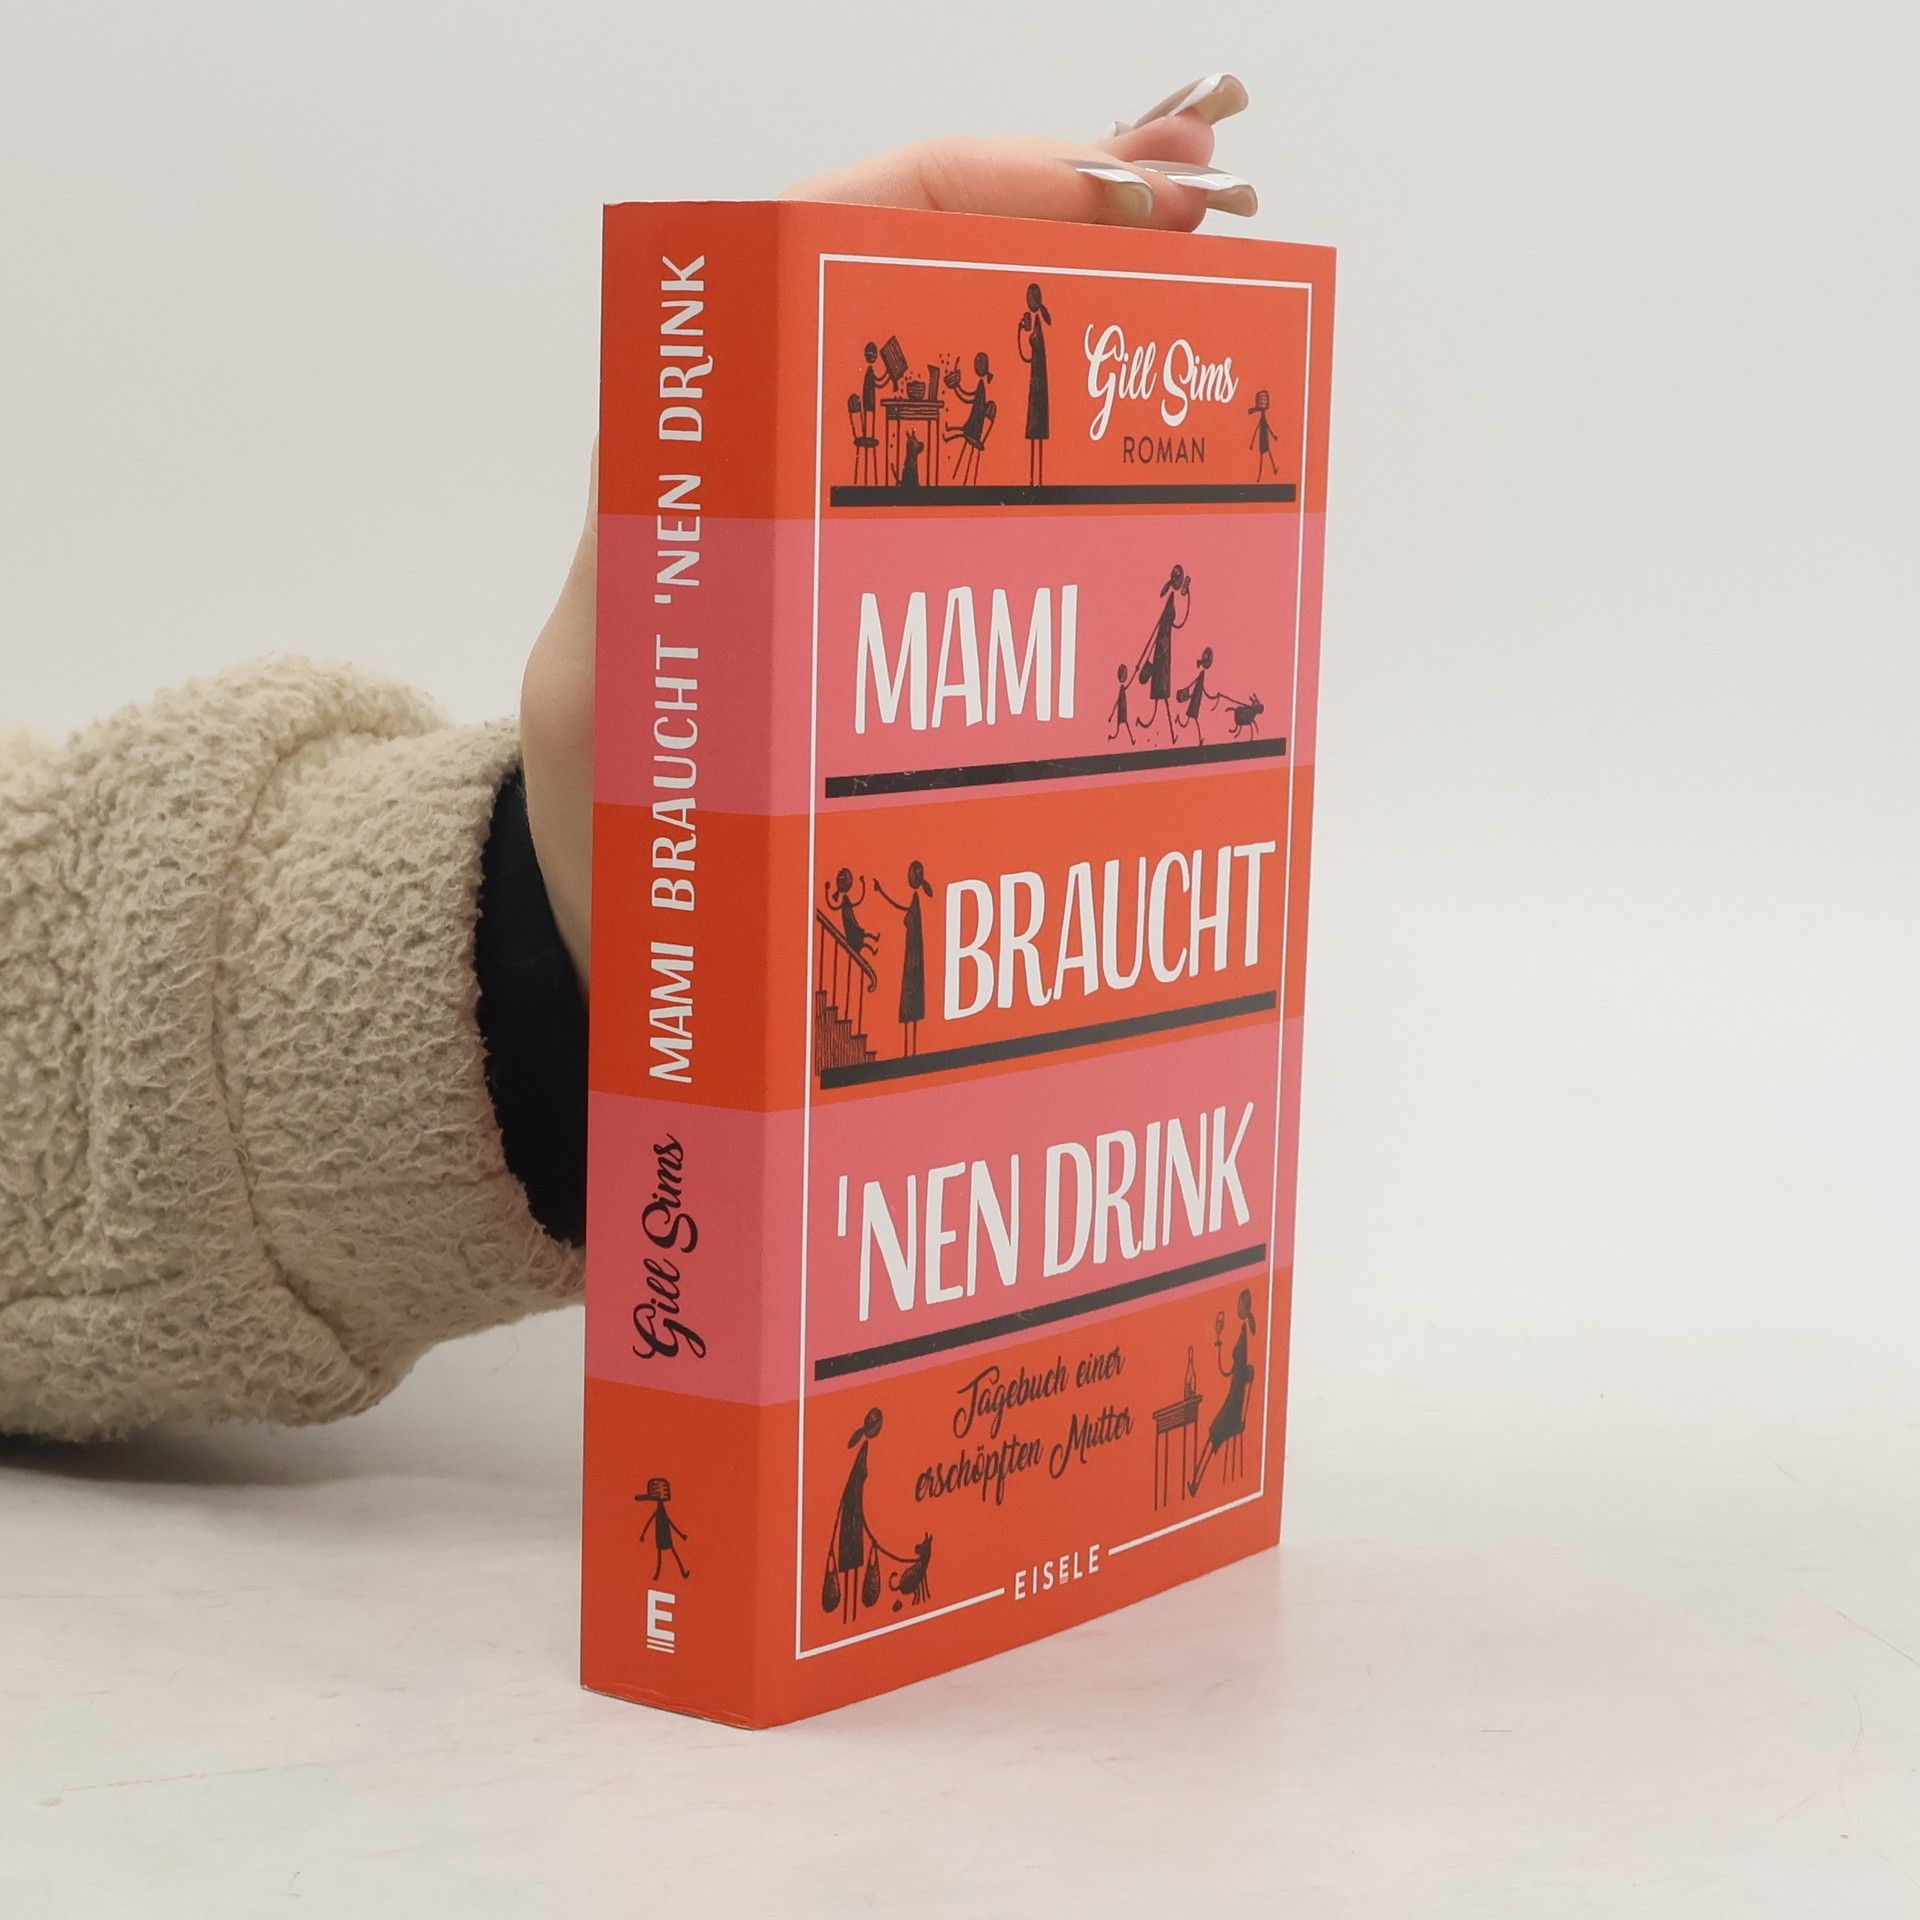 MAMI BRAUCHT 'NEN DRINK
Gill Sims
E
Gill Sims
ROMAN
MAMI
BRAUCHT
'NEN DRINK
Tagebuch einer
erschöpften Mutter
EISELE